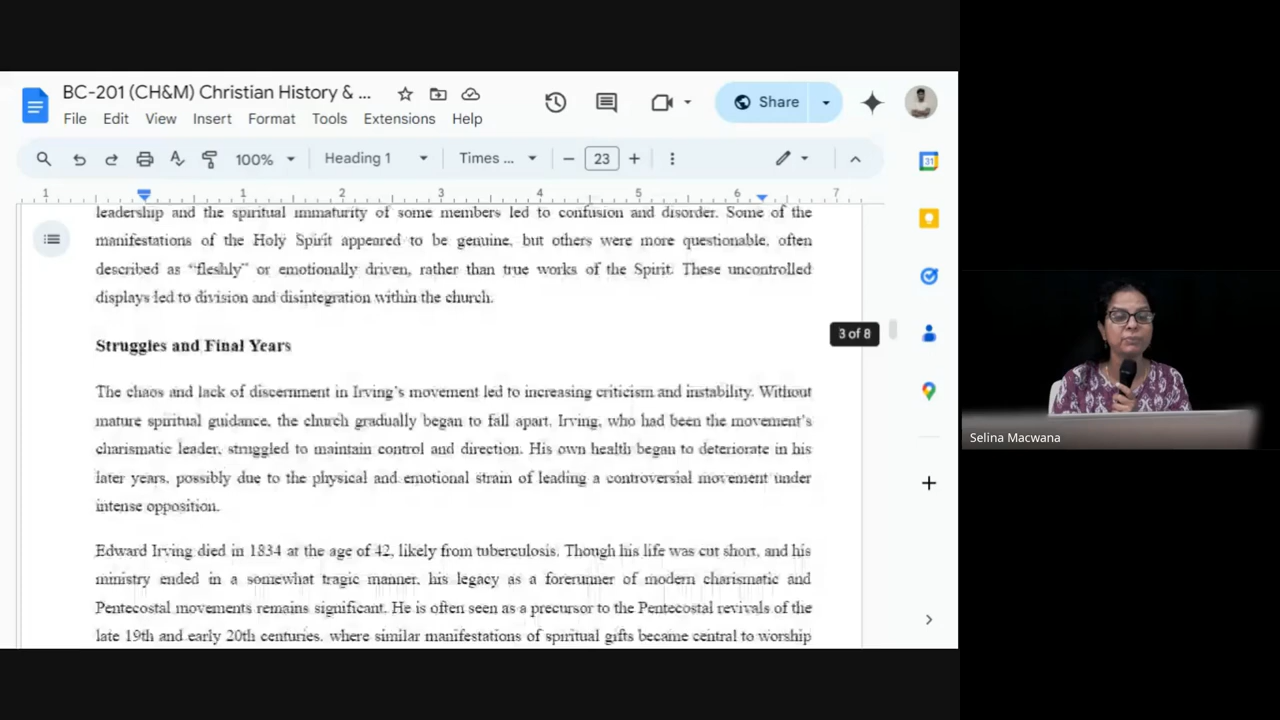 BC-201 (CH&M) Christian History & ...
File Edit View Insert Format Tools Extensions Help
Share
100% Heading 1 Times ... 23
1 1 2 3 4 5 6 7
leadership and the spiritual immaturity of some members led to confusion and disorder. Some of the
manifestations of the Holy Spirit appeared to be genuine, but others were more questionable, often
described as “fleshly” or emotionally driven, rather than true works of the Spirit. These uncontrolled
displays led to division and disintegration within the church.
3 of 8
Struggles and Final Years
The chaos and lack of discernment in Irving’s movement led to increasing criticism and instability. Without
mature spiritual guidance, the church gradually began to fall apart. Irving, who had been the movement’s
charismatic leader, struggled to maintain control and direction. His own health began to deteriorate in his
later years, possibly due to the physical and emotional strain of leading a controversial movement under
intense opposition.
Edward Irving died in 1834 at the age of 42, likely from tuberculosis. Though his life was cut short, and his
ministry ended in a somewhat tragic manner, his legacy as a forerunner of modern charismatic and
Pentecostal movements remains significant. He is often seen as a precursor to the Pentecostal revivals of the
late 19th and early 20th centuries, where similar manifestations of spiritual gifts became central to worship
31
Selina Macwana